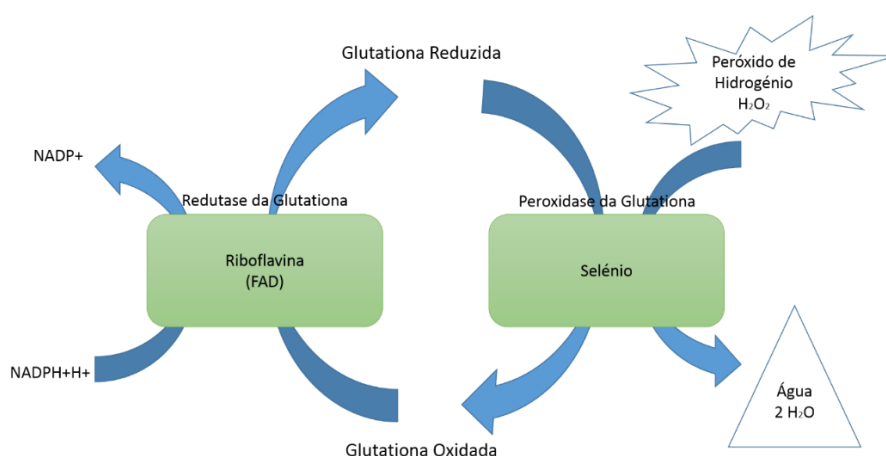 Glutationa Reduzida
Peróxido de
Hidrogénio
H₂O₂
NADP+
Redutase da Glutationa
Peroxidase da Glutationa
Riboflavina
(FAD)
Selénio
NADPH+H+
Água
2 H₂O
Glutationa Oxidada